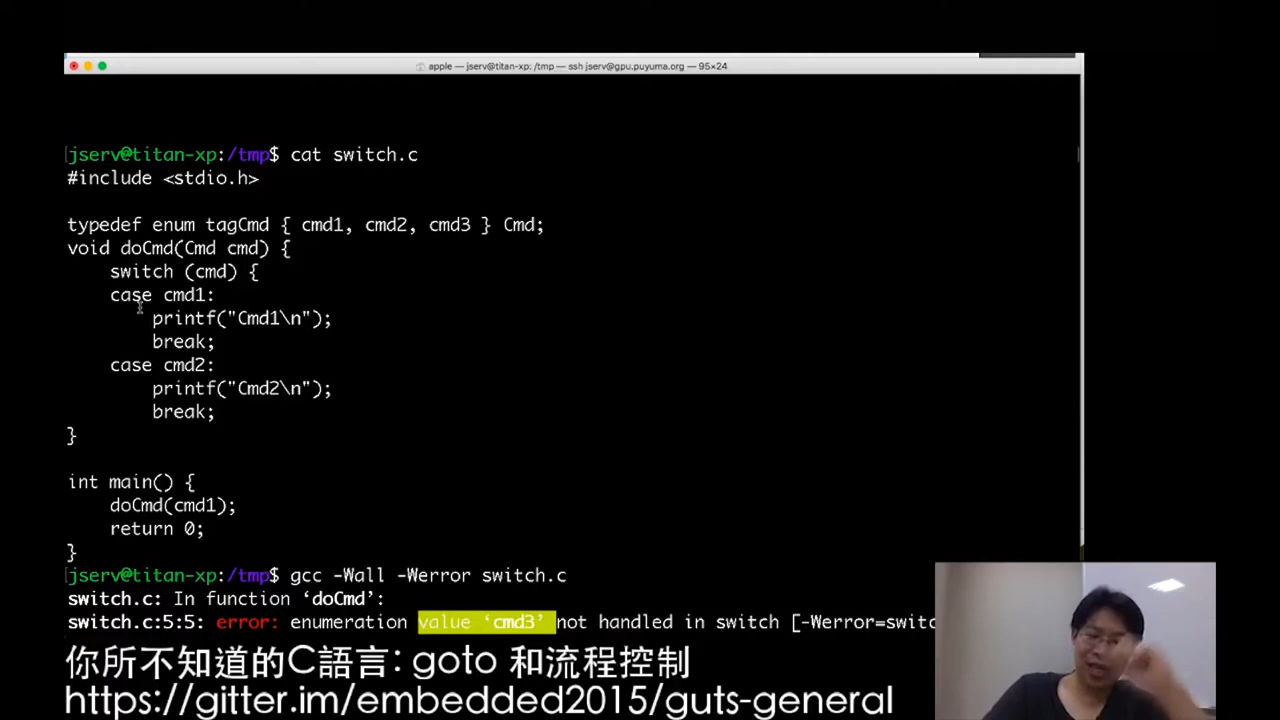 apple — jserv@titan-xp: /tmp — ssh jserv@gpu.puyuma.org — 95×24
jserv@titan-xp:/tmp$ cat switch.c
#include <stdio.h>
typedef enum tagCmd { cmd1, cmd2, cmd3 } Cmd;
void doCmd(Cmd cmd) {
    switch (cmd) {
    case cmd1:
        printf("Cmd1\n");
        break;
    case cmd2:
        printf("Cmd2\n");
        break;
}
int main() {
    doCmd(cmd1);
    return 0;
}
jserv@titan-xp:/tmp$ gcc -Wall -Werror switch.c
switch.c: In function ‘doCmd’:
switch.c:5:5: error: enumeration value ‘cmd3’ not handled in switch [-Werror=switc
你所不知道的C語言: goto 和流程控制
https://gitter.im/embedded2015/guts-general